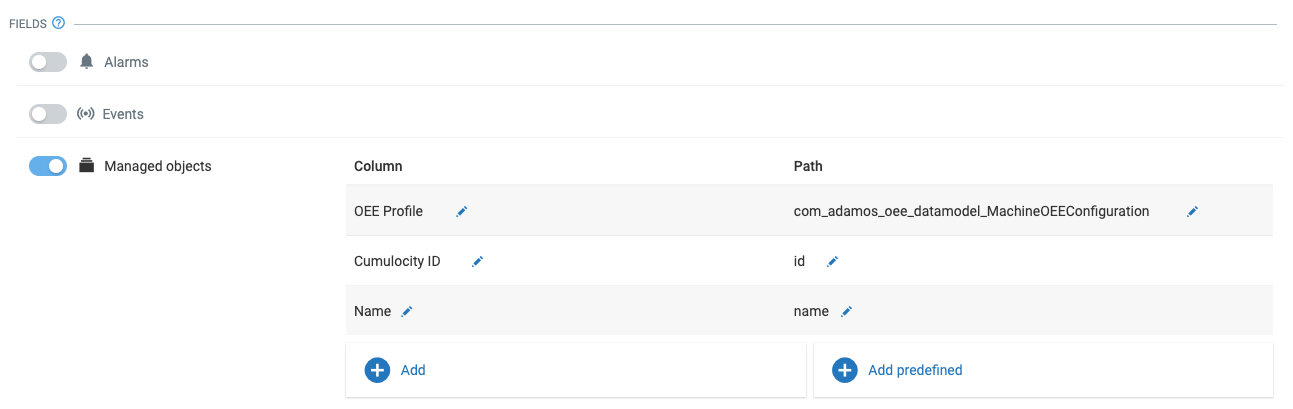 FIELDS
Alarms
Events
Managed objects
Column Path
OEE Profile com_adamos_oee_datamodel_MachineOEEConfiguration
Cumulocity ID id
Name name
Add Add predefined